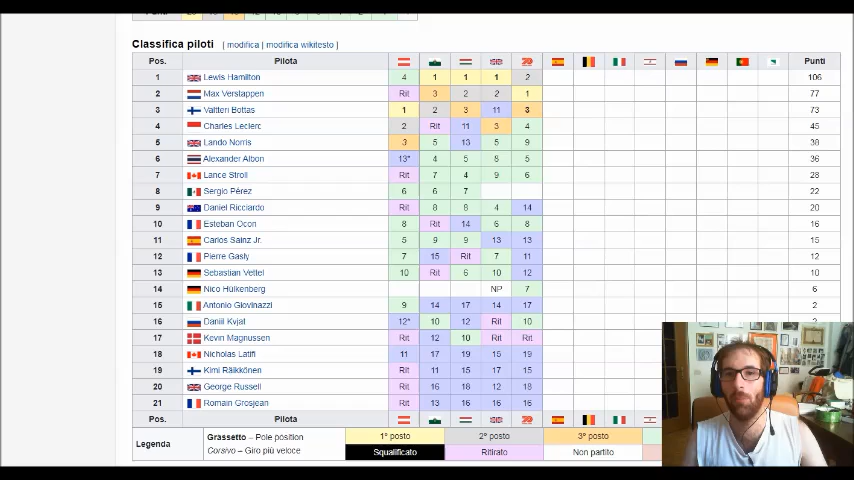 Classifica piloti [ modifica | modifica wikitesto ]
Pos. Pilota Punti
1 Lewis Hamilton 4 1 1 1 2 106
2 Max Verstappen Rit 3 2 2 1 77
3 Valtteri Bottas 1 2 3 11 3 73
4 Charles Leclerc 2 Rit 11 3 4 45
5 Lando Norris 3 5 13 5 9 38
6 Alexander Albon 13* 4 5 8 5 36
7 Lance Stroll Rit 7 4 9 6 28
8 Sergio Pérez 6 6 7 22
9 Daniel Ricciardo Rit 8 8 4 14 20
10 Esteban Ocon 8 Rit 14 6 8 16
11 Carlos Sainz Jr. 5 9 9 13 13 15
12 Pierre Gasly 7 15 Rit 7 11 12
13 Sebastian Vettel 10 Rit 6 10 12 10
14 Nico Hülkenberg NP 7 6
15 Antonio Giovinazzi 9 14 17 14 17 2
16 Daniil Kvjat 12* 10 12 Rit 10
17 Kevin Magnussen Rit 12 10 Rit Rit
18 Nicholas Latifi 11 17 19 15 19
19 Kimi Räikkönen Rit 11 15 17 15
20 George Russell Rit 16 18 12 18
21 Romain Grosjean Rit 13 16 16 16
Pos. Pilota
Legenda
Grassetto – Pole position 1º posto 2º posto 3º posto
Corsivo – Giro più veloce Squalificato Ritirato Non partito